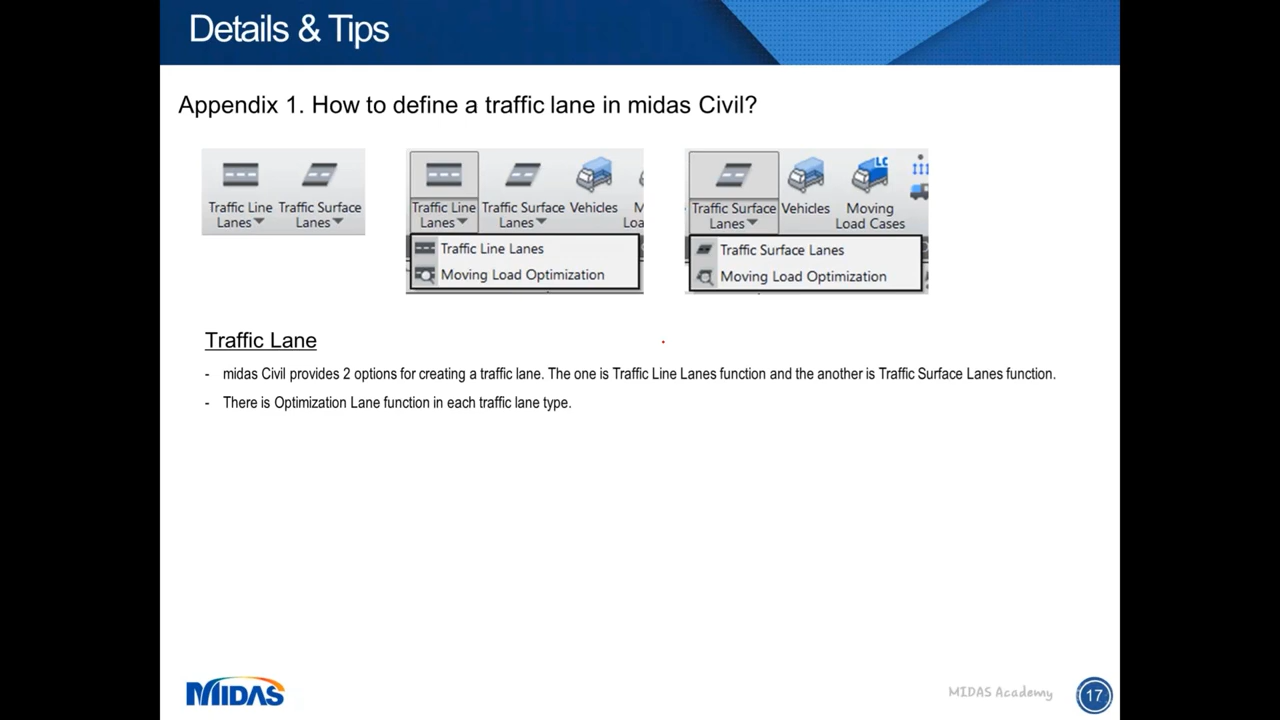 Details & Tips
Appendix 1. How to define a traffic lane in midas Civil?
Traffic Line Lanes
Traffic Surface Lanes
Traffic Line Lanes
Traffic Surface Lanes
Vehicles
Traffic Line Lanes
Moving Load Optimization
Traffic Surface Lanes
Vehicles
LC
Moving Load Cases
Traffic Surface Lanes
Moving Load Optimization
Traffic Lane
- midas Civil provides 2 options for creating a traffic lane. The one is Traffic Line Lanes function and the another is Traffic Surface Lanes function.
- There is Optimization Lane function in each traffic lane type.
MIDAS
MIDAS Academy
17